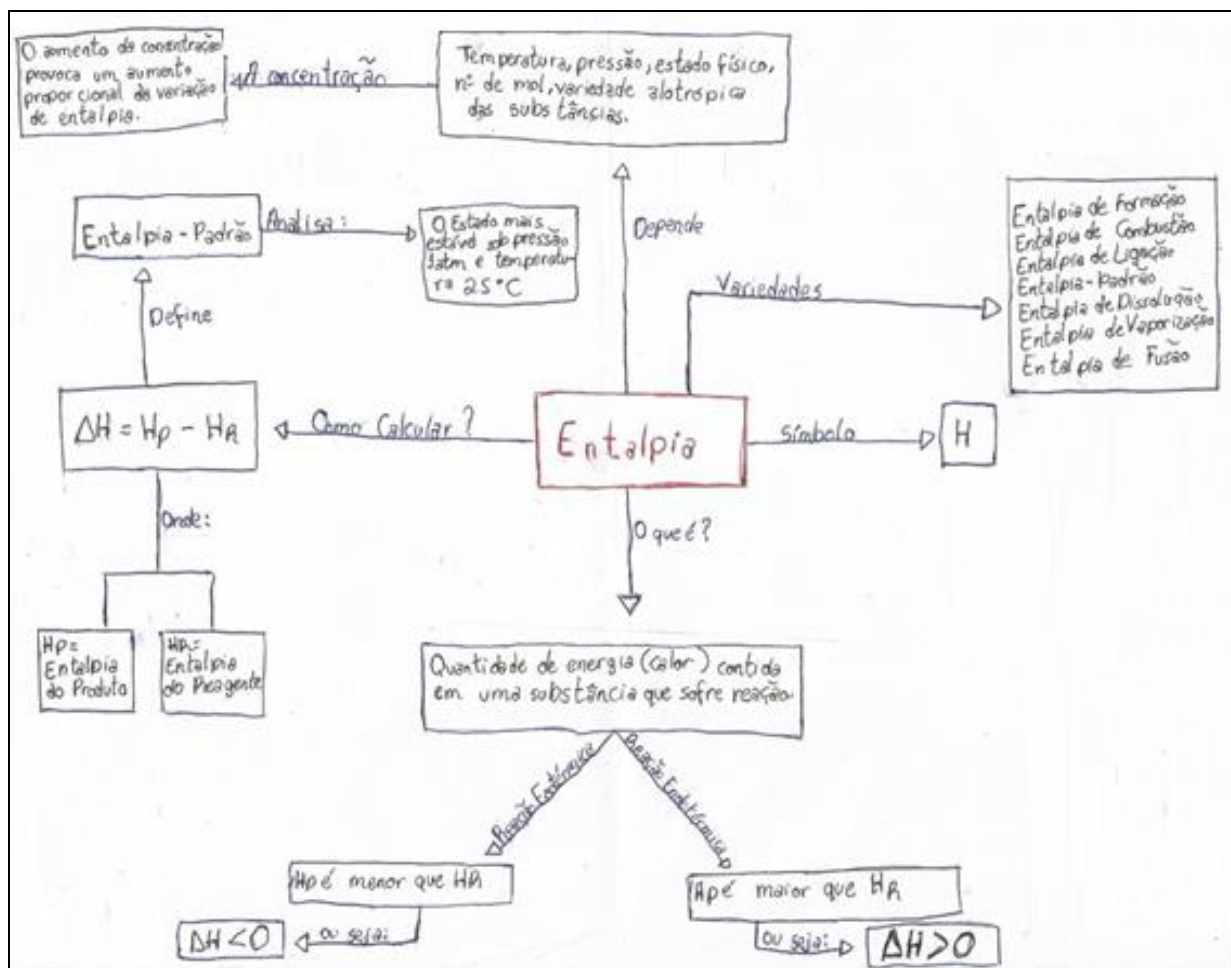 O aumento da concentração
provoca um aumento
proporcional da variação
de entalpia.
A concentração
Temperatura, pressão, estado físico,
nº de mol, variedade alotropica
das substâncias.
Depende
Entalpia-Padrão
Analisa:
O Estado mais
estável sob pressão
1atm e temperatu-
ra 25°C
Define
Variedades
Entalpia de Formação
Entalpia de Combustão
Entalpia de Ligação
Entalpia-Padrão
Entalpia de Dissolução
Entalpia de Vaporização
Entalpia de Fusão
ΔH = Hp - HR
Como Calcular?
Entalpia
Símbolo
H
Onde:
O que é?
Hp=
Entalpia
do Produto
HR=
Entalpia
do Reagente
Quantidade de energia (calor) contida
em uma substância que sofre reação.
Reação Exotérmica
Reação Endotérmica
Hp é menor que HR
Hp é maior que HR
ou seja:
ΔH<0
ou seja:
ΔH>0